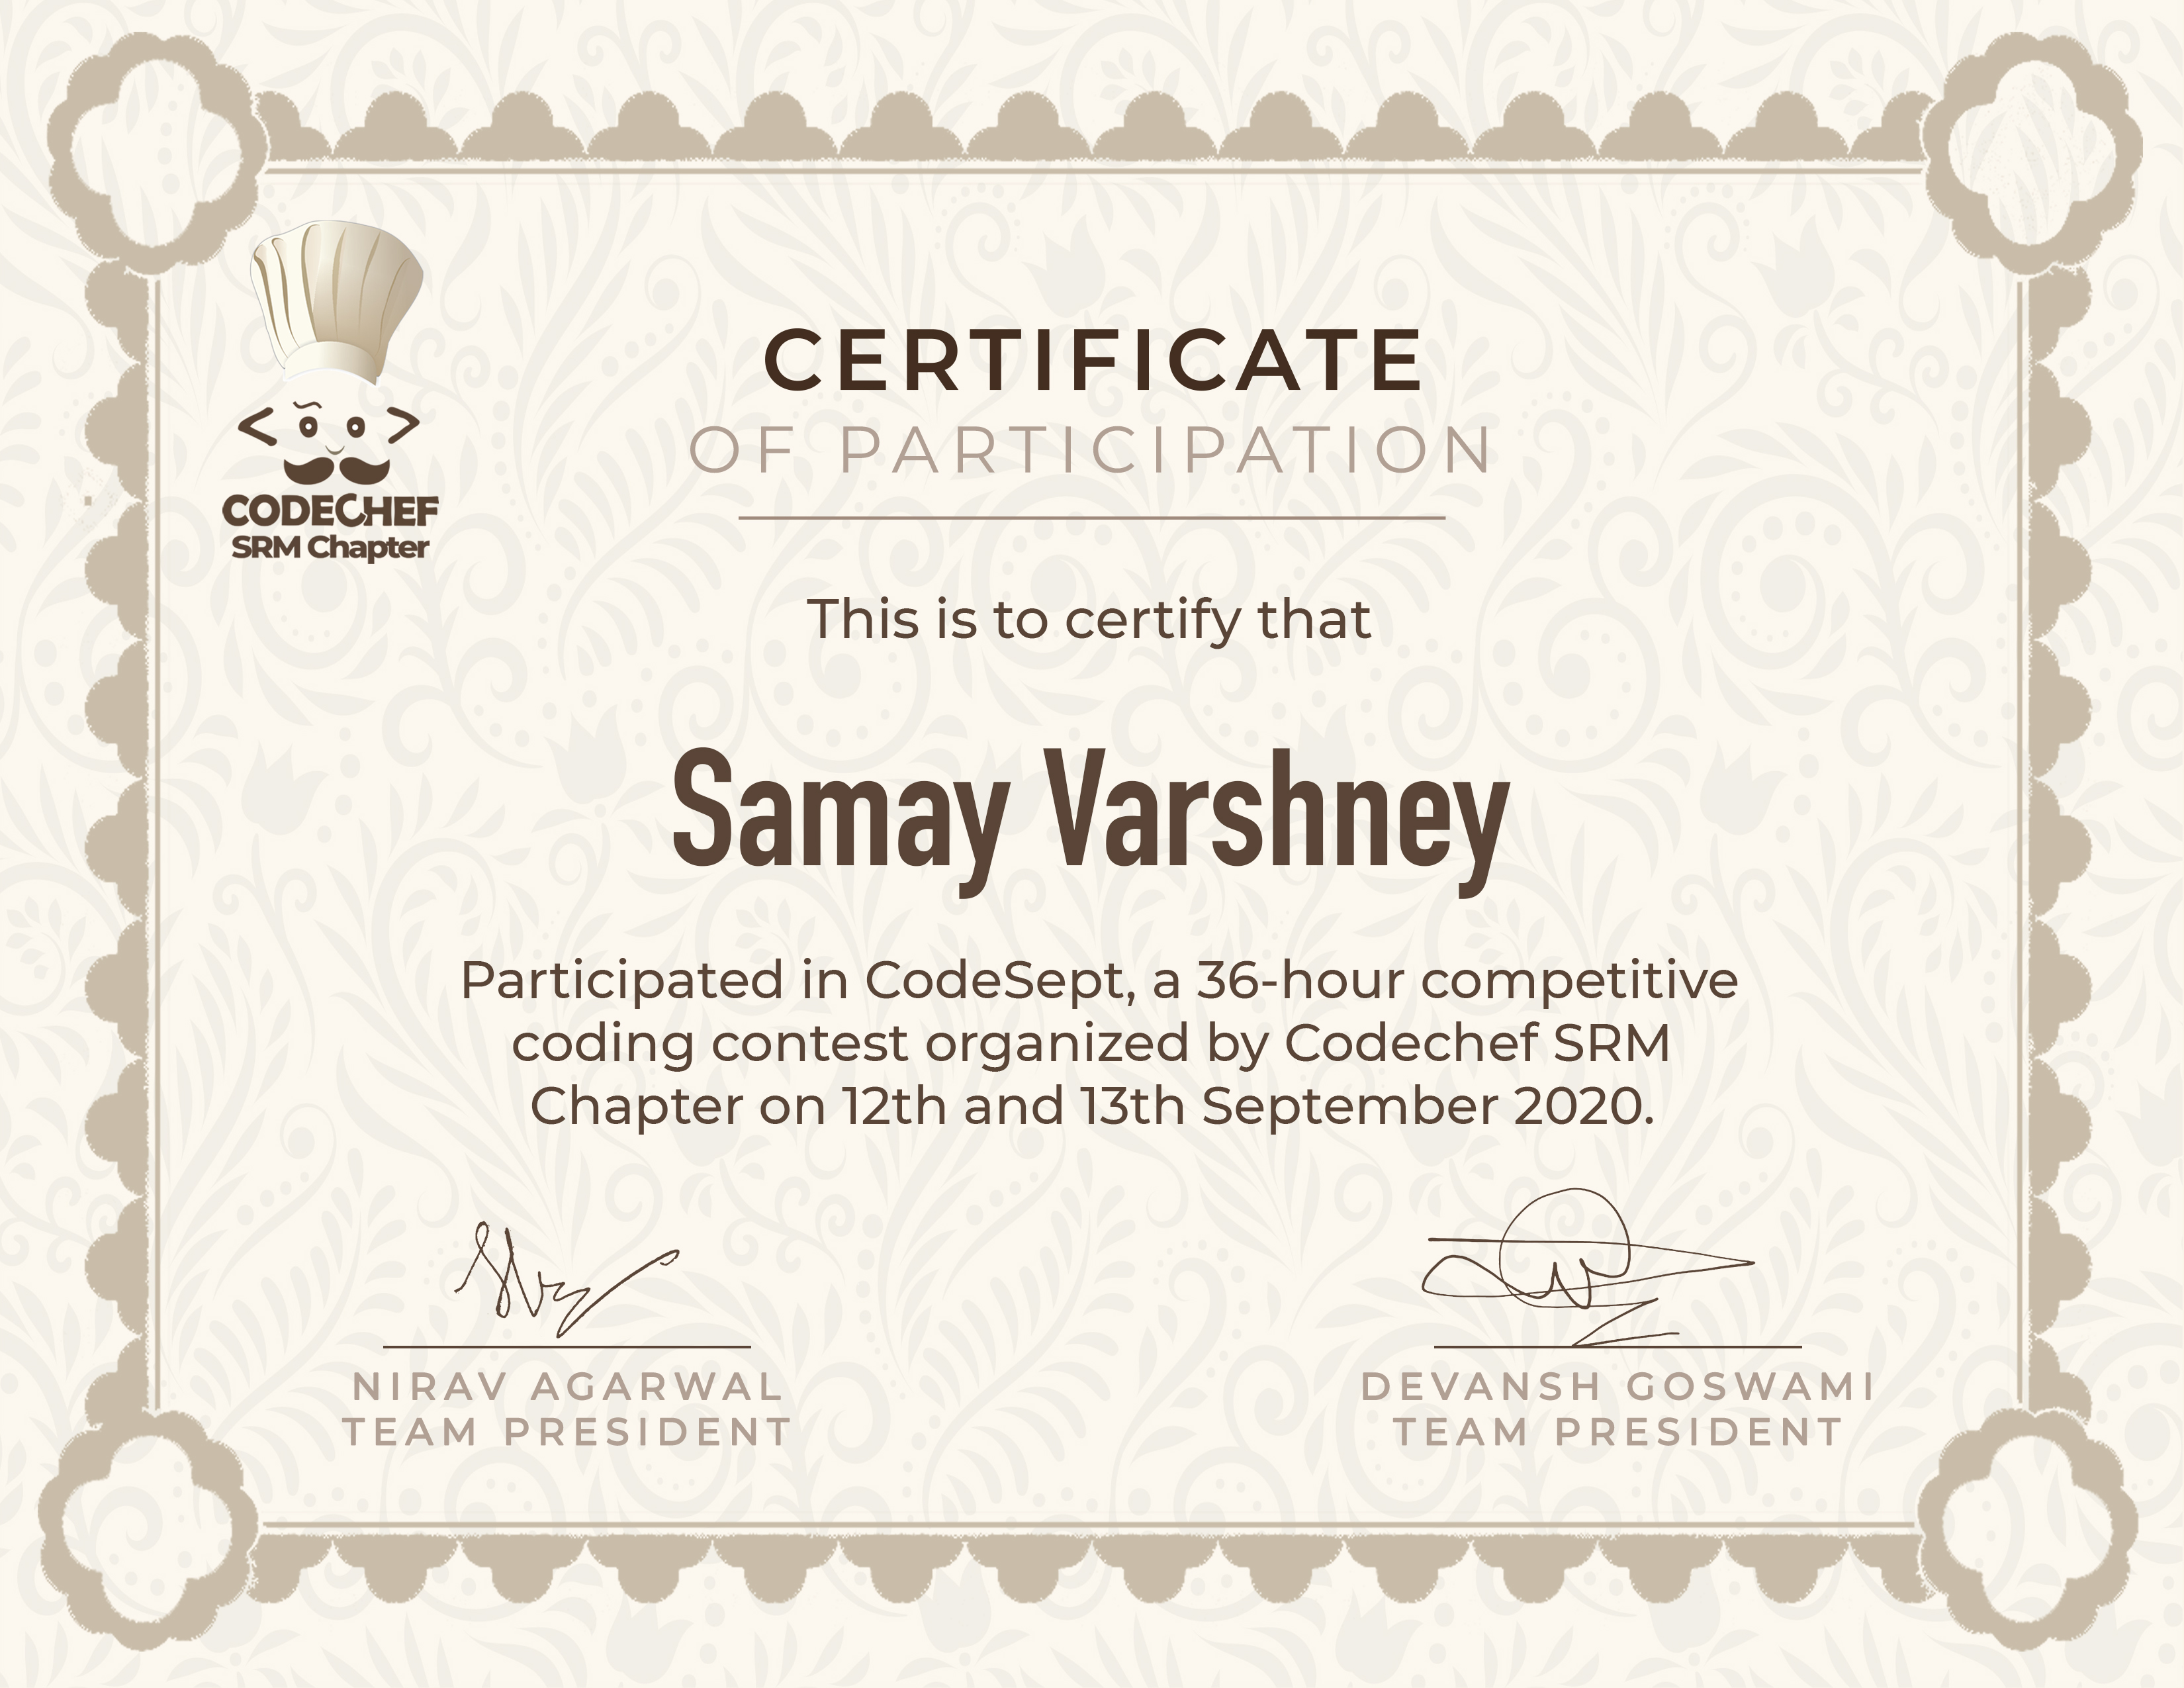 CERTIFICATE
OF PARTICIPATION
CODECHEF
SRM Chapter
This is to certify that
Samay Varshney
Participated in CodeSept, a 36-hour competitive
coding contest organized by Codechef SRM
Chapter on 12th and 13th September 2020.
NIRAV AGARWAL
TEAM PRESIDENT
DEVANSH GOSWAMI
TEAM PRESIDENT